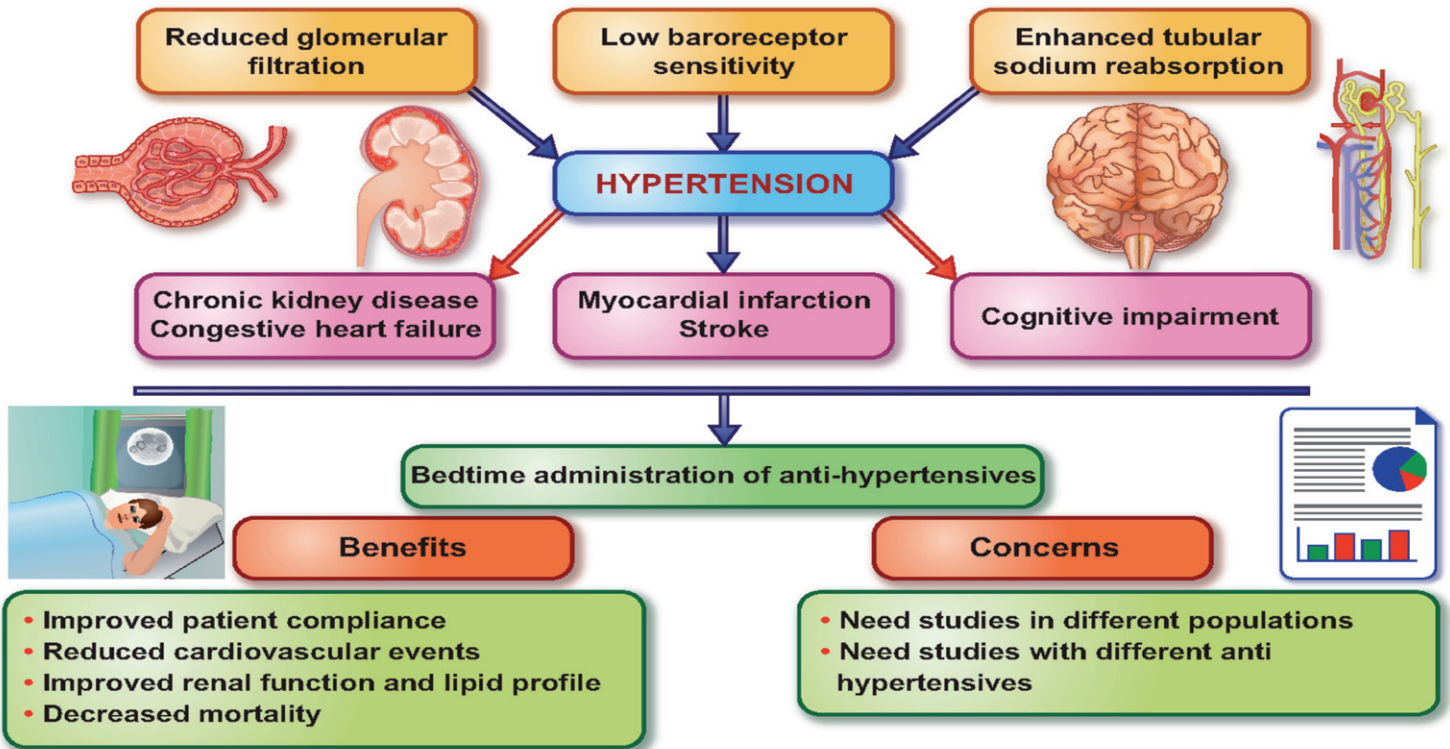 Reduced glomerular
filtration
Low baroreceptor
sensitivity
Enhanced tubular
sodium reabsorption
HYPERTENSION
Chronic kidney disease
Congestive heart failure
Myocardial infarction
Stroke
Cognitive impairment
Bedtime administration of anti-hypertensives
Benefits
• Improved patient compliance
• Reduced cardiovascular events
• Improved renal function and lipid profile
• Decreased mortality
Concerns
• Need studies in different populations
• Need studies with different anti
hypertensives